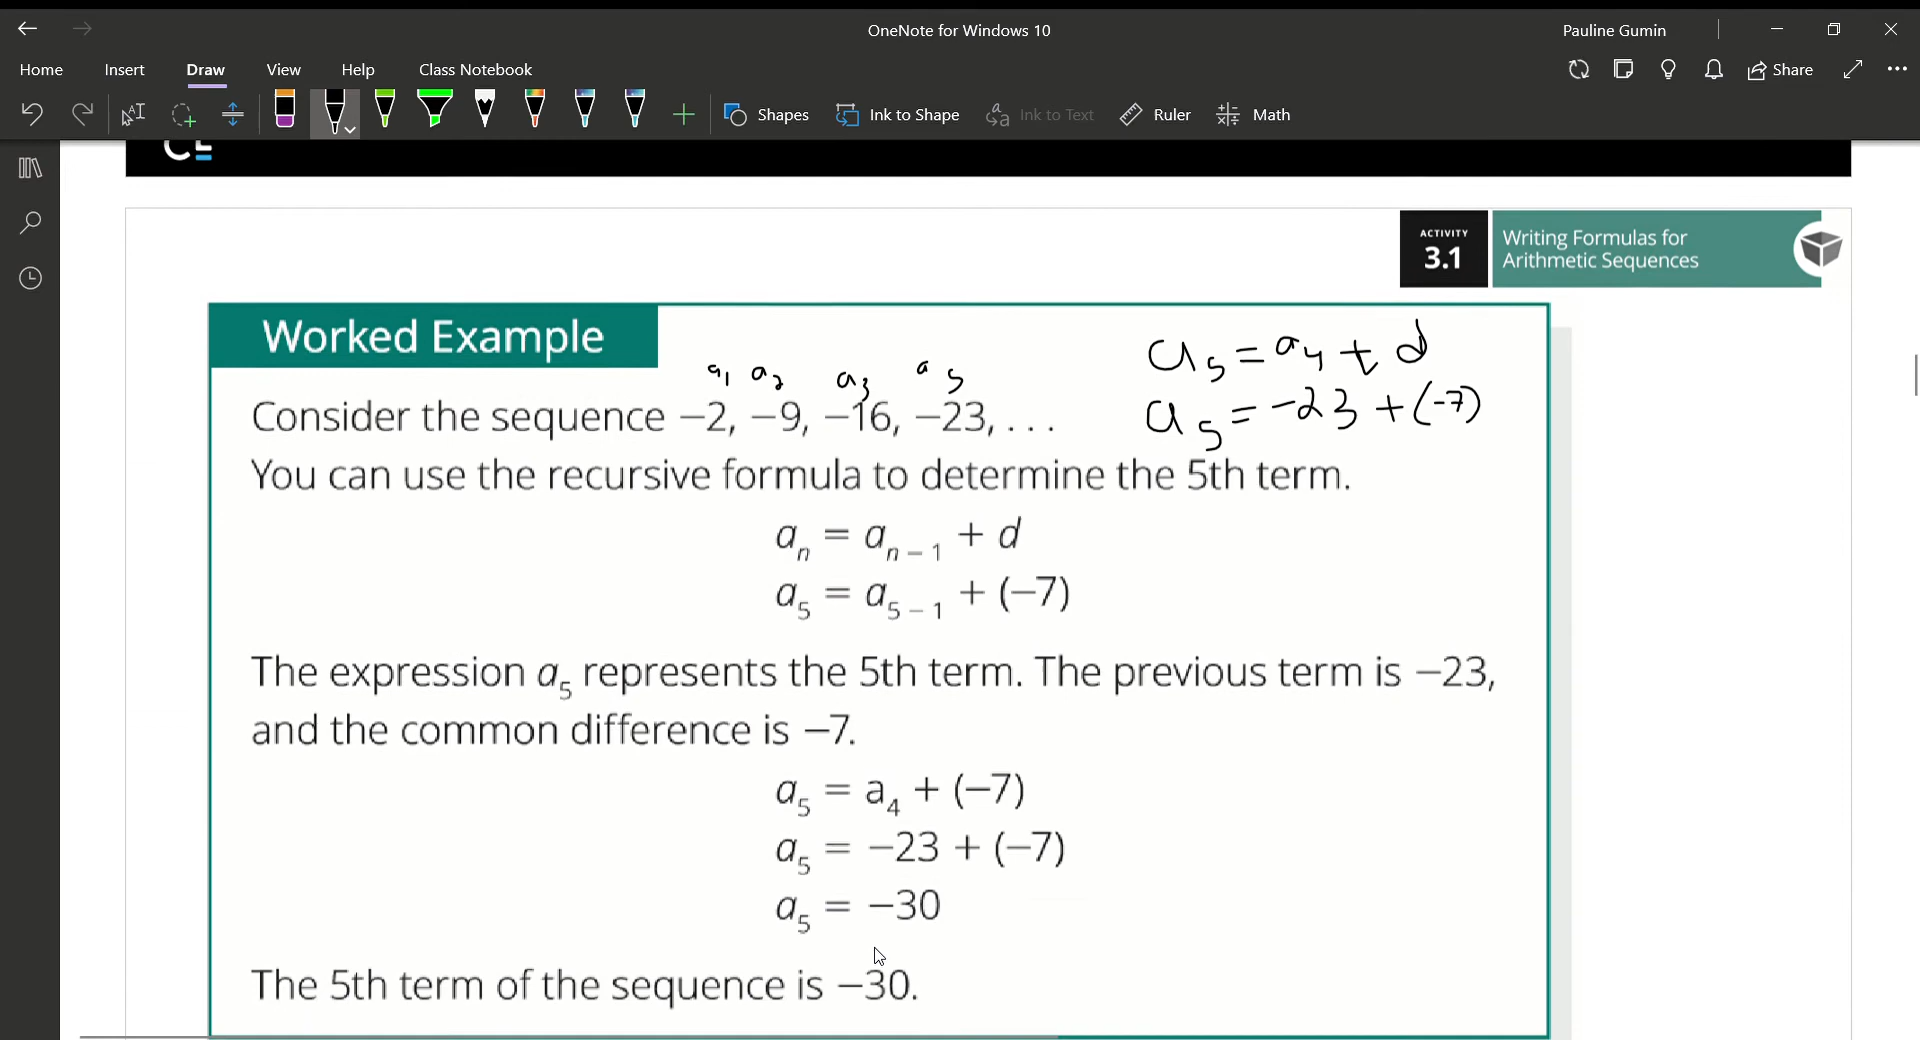 OneNote for Windows 10
Pauline Gumin
Home Insert Draw View Help Class Notebook
Share
Shapes Ink to Shape Ink to Text Ruler Math
CE
ACTIVITY
3.1
Writing Formulas for
Arithmetic Sequences
Worked Example
a₅ = a₄ + d
a₁ a₂ a₃ a₅
Consider the sequence −2, −9, −16, −23, . . .
a₅ = −23 + (−7)
You can use the recursive formula to determine the 5th term.
aₙ = aₙ ₋ ₁ + d
a₅ = a₅ ₋ ₁ + (−7)
The expression a₅ represents the 5th term. The previous term is −23,
and the common difference is −7.
a₅ = a₄ + (−7)
a₅ = −23 + (−7)
a₅ = −30
The 5th term of the sequence is −30.